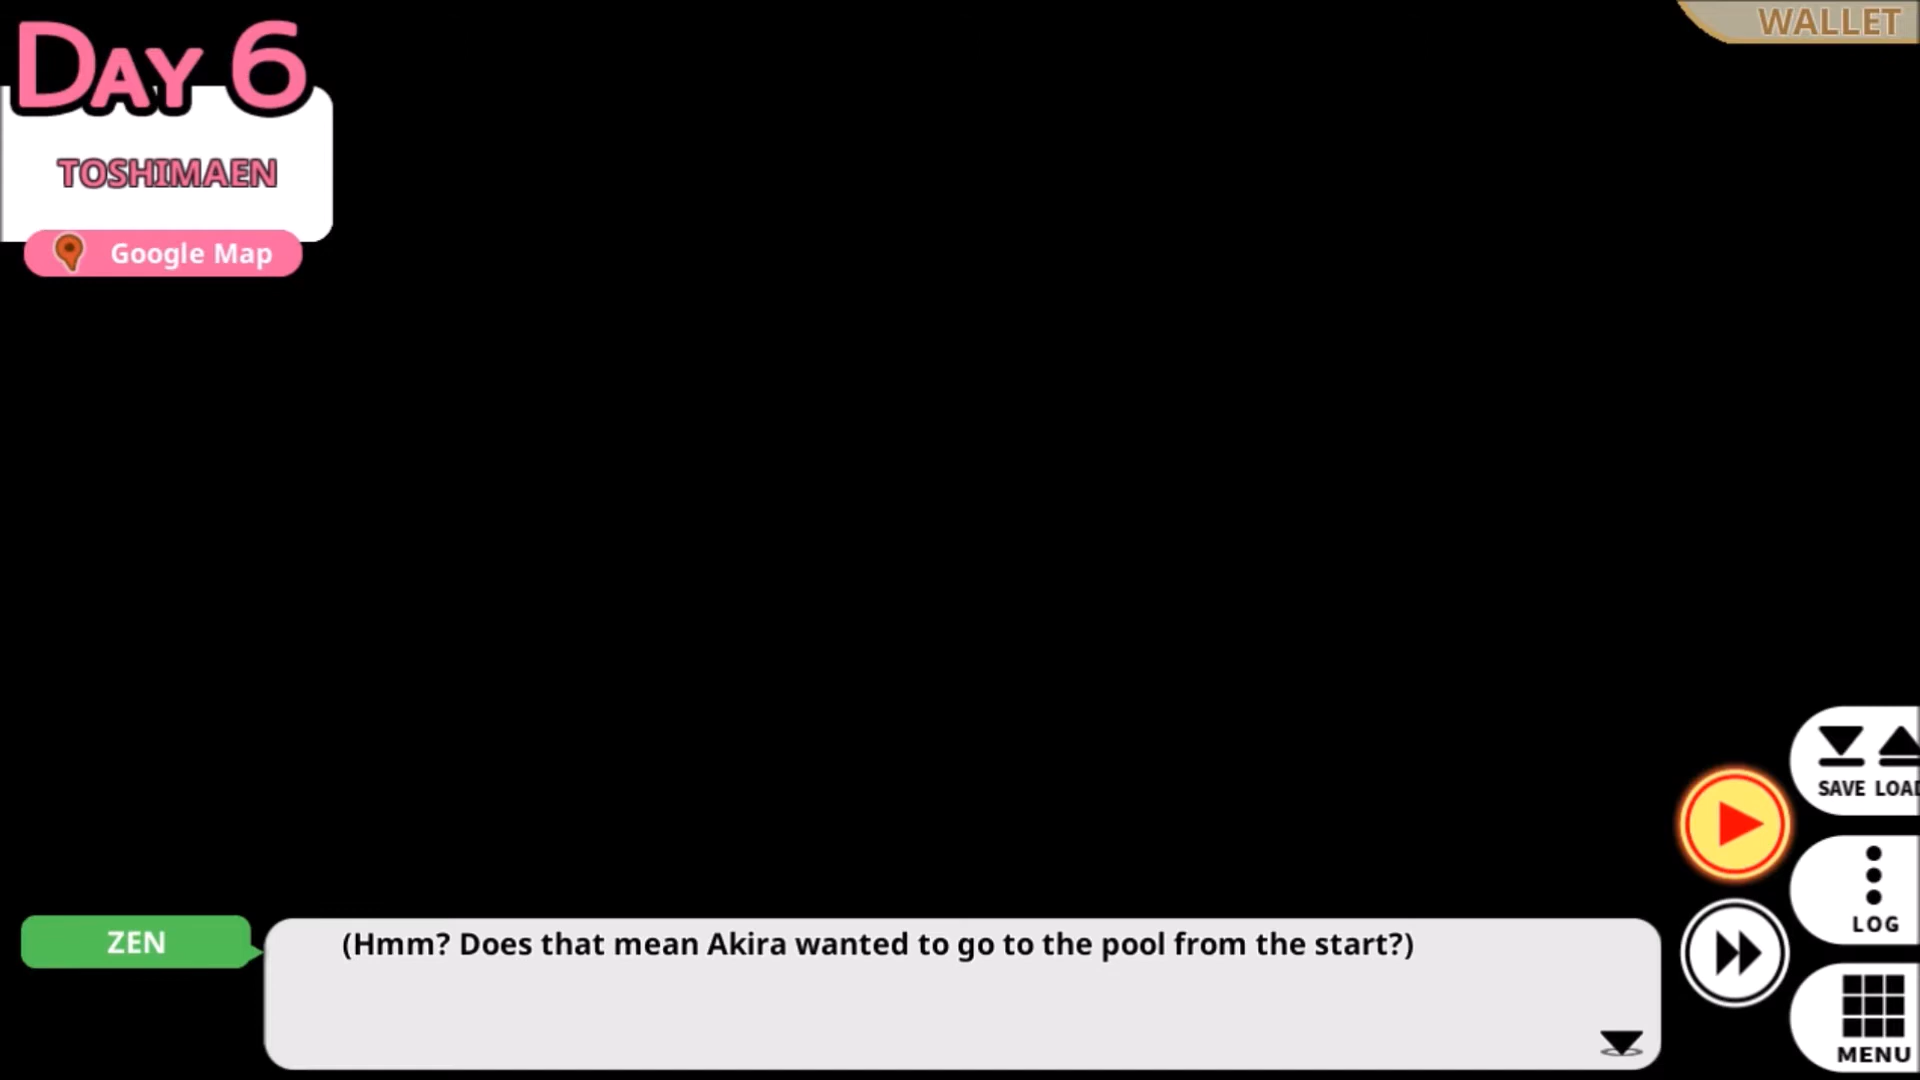 DAY 6
WALLET
TOSHIMAEN
Google Map
SAVE LOAD
LOG
ZEN
(Hmm? Does that mean Akira wanted to go to the pool from the start?)
MENU